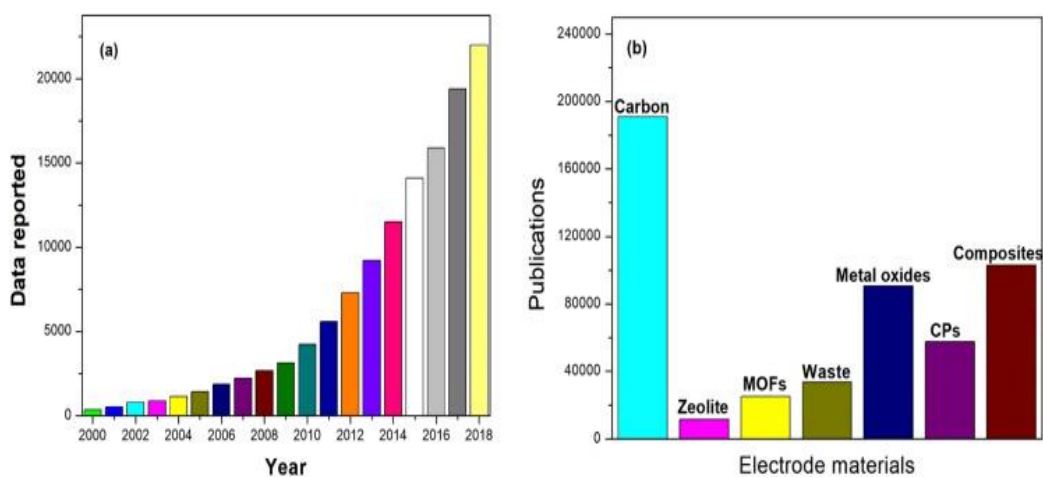 (a)
Data reported
20000
15000
10000
5000
0
2000 2002 2004 2006 2008 2010 2012 2014 2016 2018
Year
(b)
Publications
240000
200000
160000
120000
80000
40000
0
Carbon
Zeolite
MOFs
Waste
Metal oxides
CPs
Composites
Electrode materials